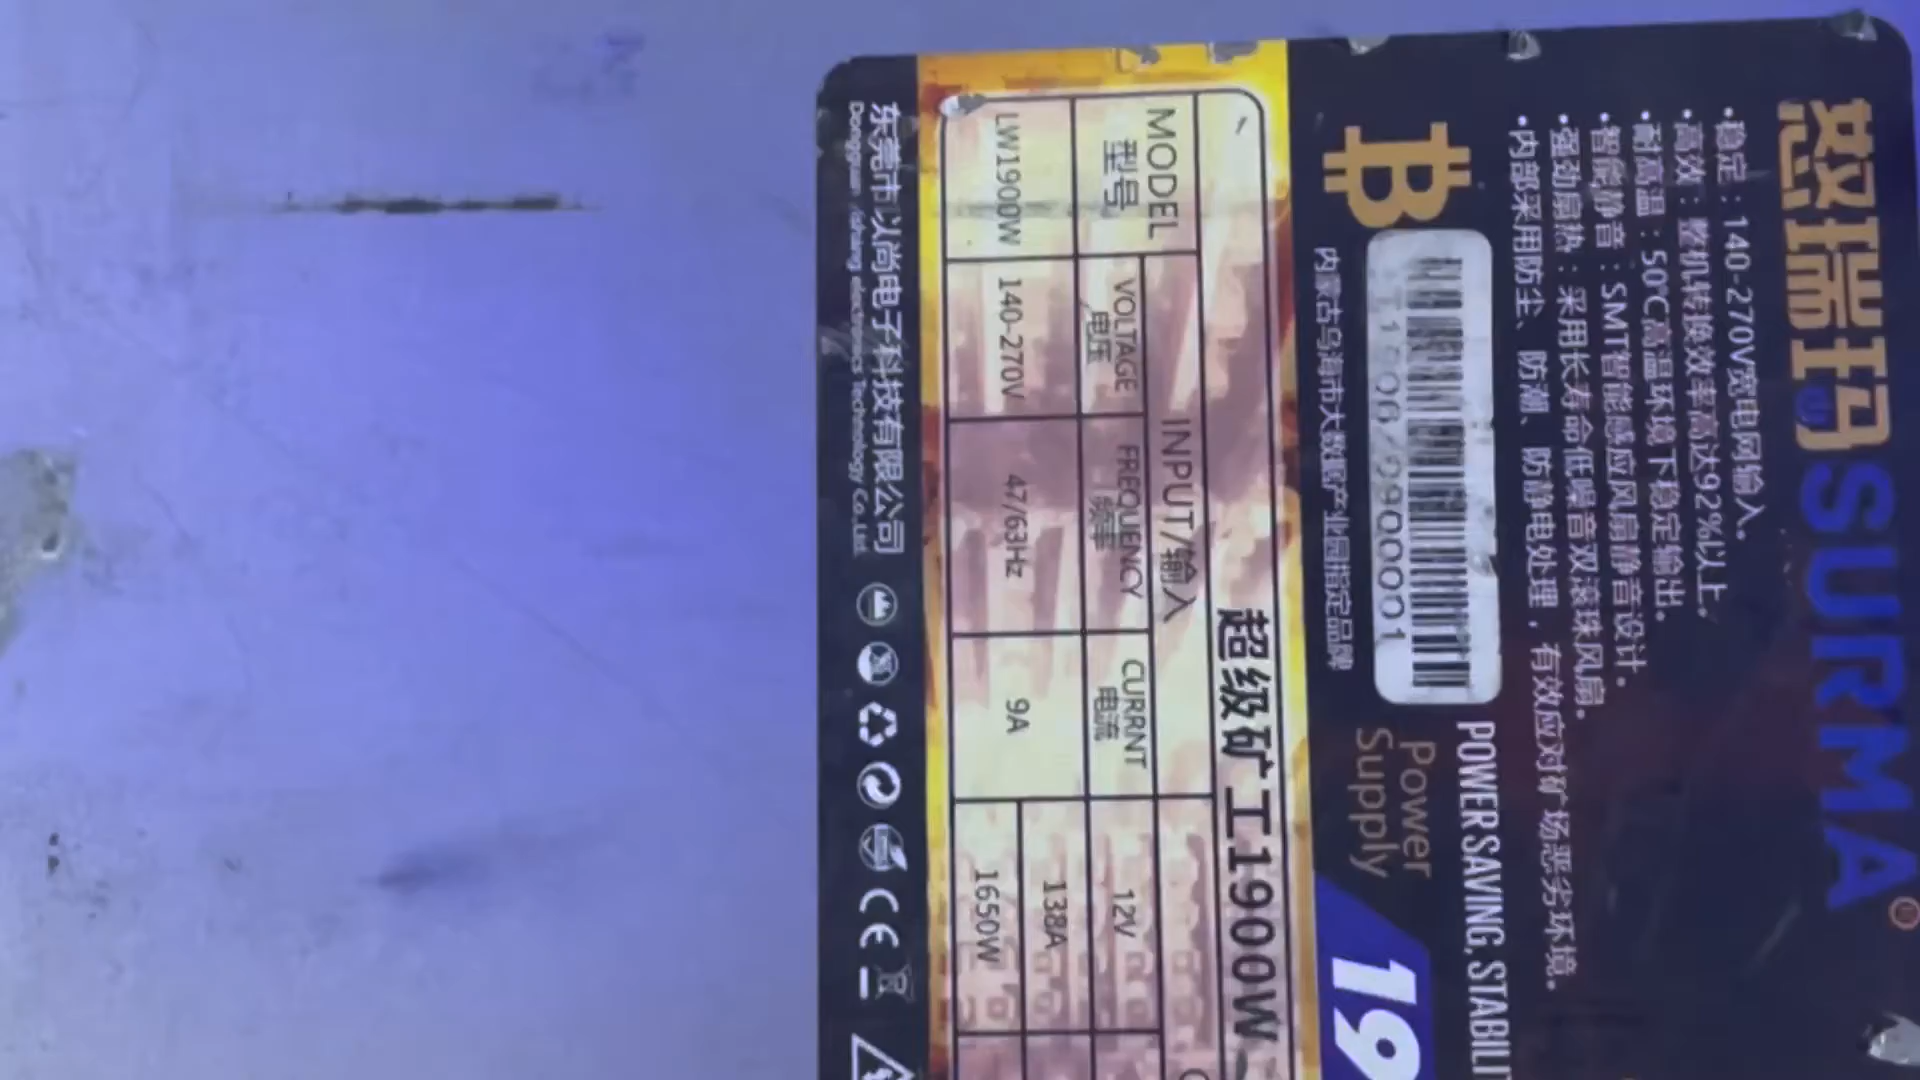 SURMA®
•稳定：140-270V宽电网输入。
•高效：整机转换效率高达92%以上。
•耐高温：50℃高温环境下稳定输出。
•智能静音：SMT智能感应风扇静音设计。
•强劲扇热：采用长寿命低噪音双滚珠风扇。
•内部采用防尘、防潮、防静电处理，有效应对矿场恶劣环境。
POWER SAVING, STABILI
Power
Supply
内蒙古乌海市大数据产业园指定品牌
19
超级矿工1900W
MODEL
型号
INPUT/输入
VOLTAGE
电压
FREQUENCY
频率
CURRNT
电流
12V
LW1900W
140-270V
47/63Hz
9A
138A
1650W
东莞市以尚电子科技有限公司
Dongguan Yishang electronics Technology Co.,Ltd.
CE